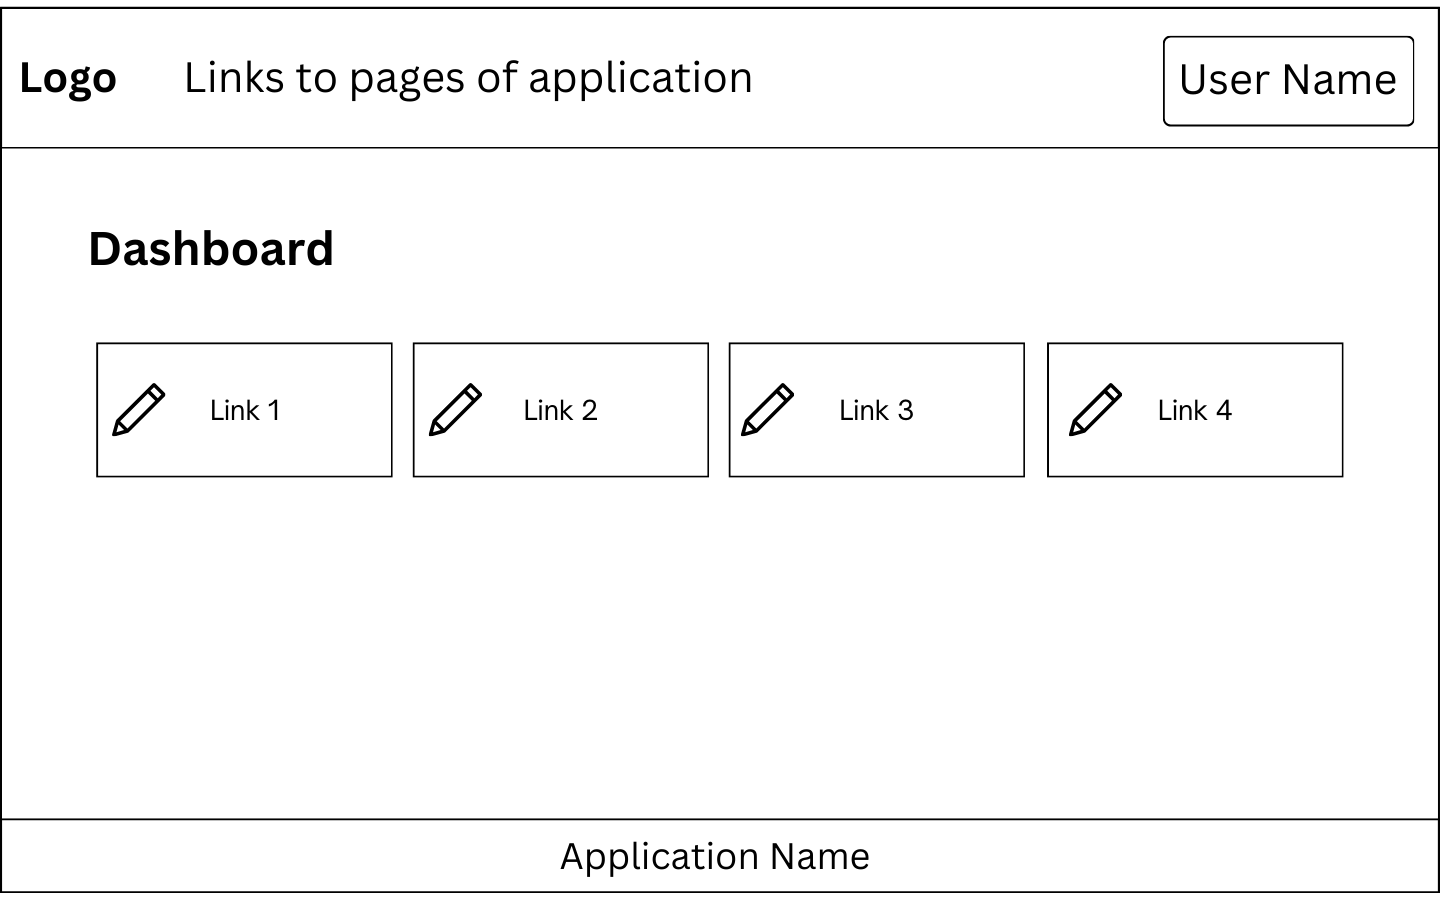 Logo
Links to pages of application
User Name
Dashboard
Link 1
Link 2
Link 3
Link 4
Application Name